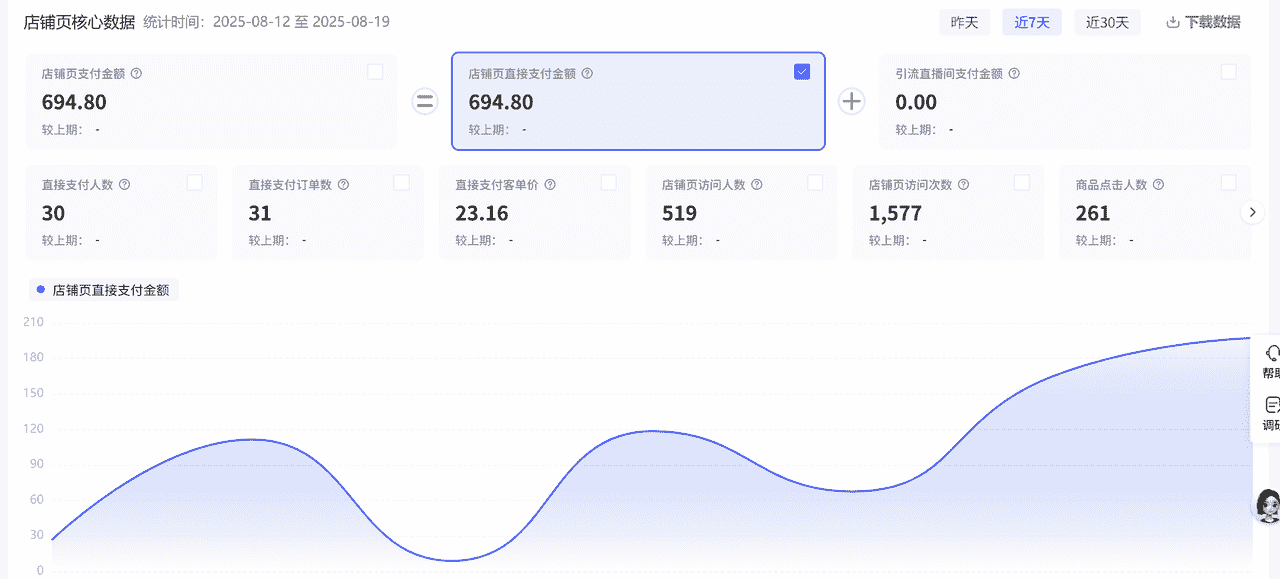 店铺页核心数据 统计时间：2025-08-12 至 2025-08-19 昨天 近7天 近30天 下载数据
店铺页支付金额 店铺页直接支付金额 引流直播间支付金额
694.80 694.80 0.00
较上期： - 较上期： - 较上期： -
直接支付人数 直接支付订单数 直接支付客单价 店铺页访问人数 店铺页访问次数 商品点击人数
30 31 23.16 519 1,577 261
较上期： - 较上期： - 较上期： - 较上期： - 较上期： - 较上期： -
店铺页直接支付金额
210
180
150
120
90
60
30
0
帮
调